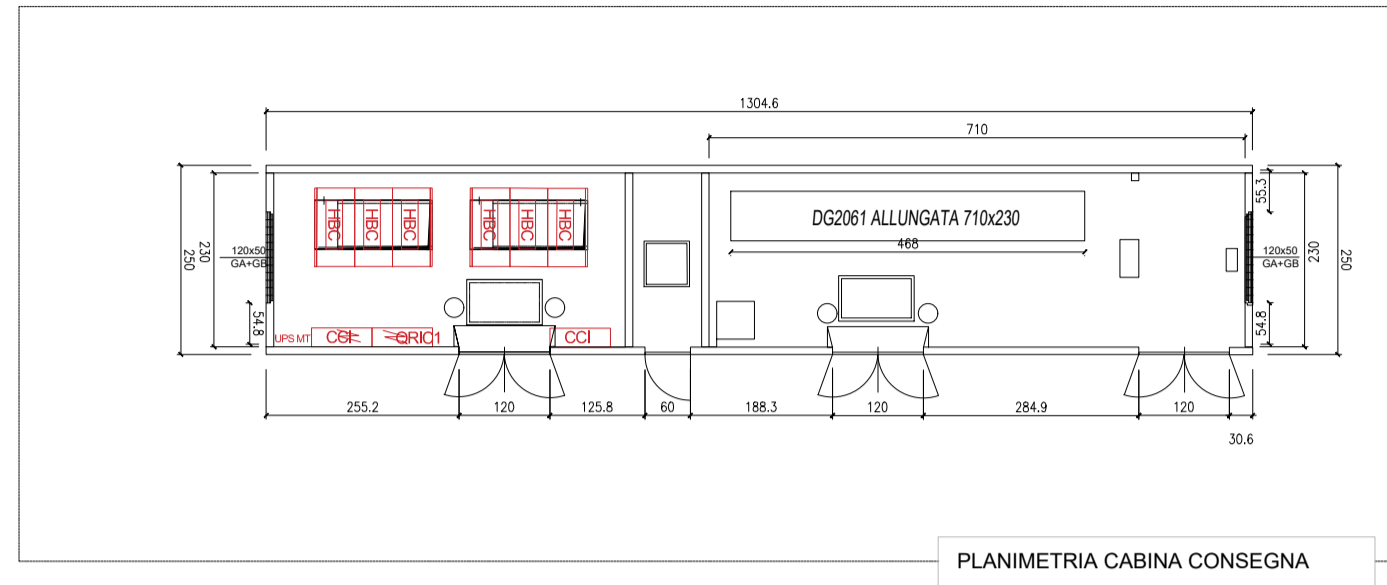 1304.6
710
55.3
HBC HBC HBC
HBC HBC HBC
DG2061 ALLUNGATA 710x230
468
250
230
120x50
GA+GB
120x50
GA+GB
230
250
54.8
54.8
UPS MT
CCI
QRIC1
CCI
255.2
120
125.8
60
188.3
120
284.9
120
30.6
PLANIMETRIA CABINA CONSEGNA